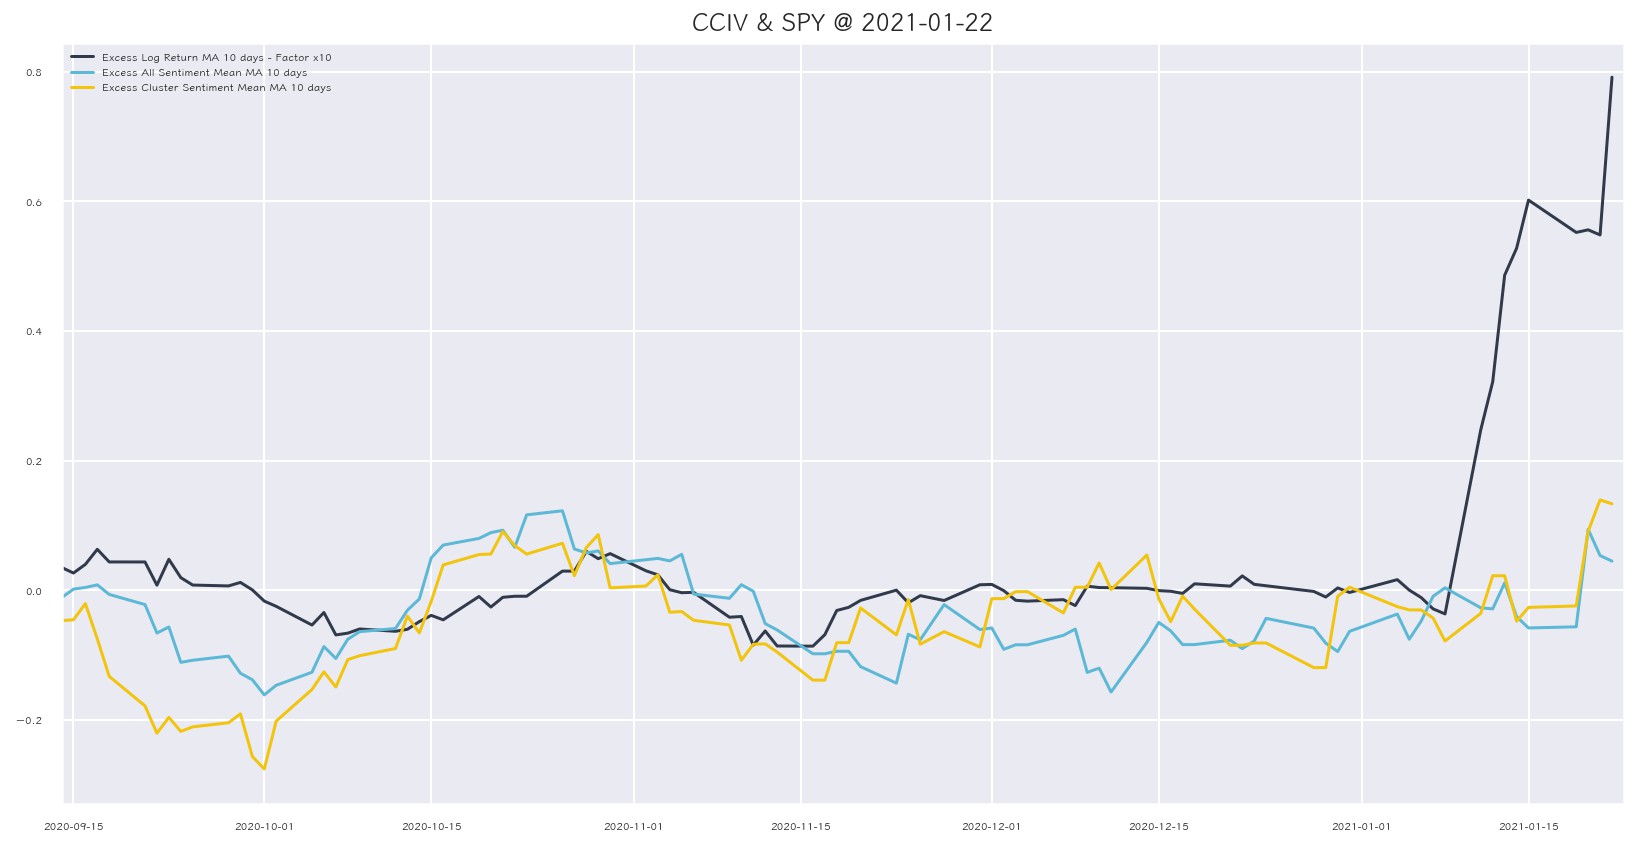 CCIV & SPY @ 2021-01-22
Excess Log Return MA 10 days - Factor x10
Excess All Sentiment Mean MA 10 days
Excess Cluster Sentiment Mean MA 10 days
0.8
0.6
0.4
0.2
0.0
−0.2
2020-09-15 2020-10-01 2020-10-15 2020-11-01 2020-11-15 2020-12-01 2020-12-15 2021-01-01 2021-01-15